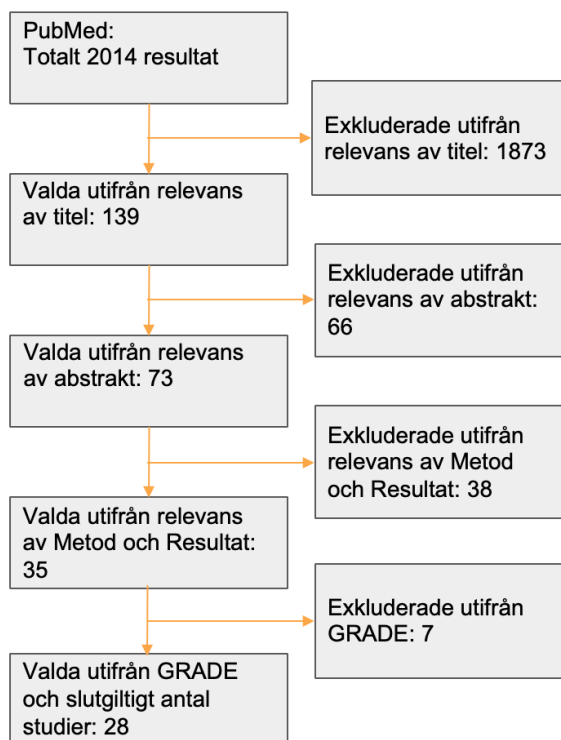 PubMed:
Totalt 2014 resultat
Exkluderade utifrån
relevans av titel: 1873
Valda utifrån relevans
av titel: 139
Exkluderade utifrån
relevans av abstrakt:
66
Valda utifrån relevans
av abstrakt: 73
Exkluderade utifrån
relevans av Metod
och Resultat: 38
Valda utifrån relevans
av Metod och Resultat:
35
Exkluderade utifrån
GRADE: 7
Valda utifrån GRADE
och slutgiltigt antal
studier: 28